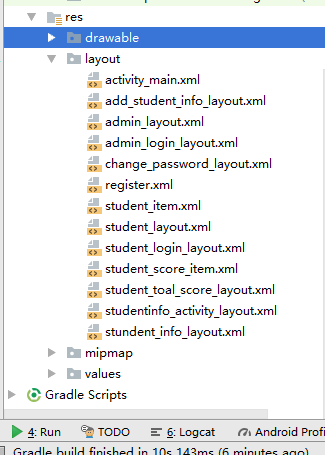 res
drawable
layout
activity_main.xml
add_student_info_layout.xml
admin_layout.xml
admin_login_layout.xml
change_password_layout.xml
register.xml
student_item.xml
student_layout.xml
student_login_layout.xml
student_score_item.xml
student_toal_score_layout.xml
studentinfo_activity_layout.xml
stundent_info_layout.xml
mipmap
values
Gradle Scripts
4: Run TODO 6: Logcat Android Profi
Gradle build finished in 10s 143ms (6 minutes ago)